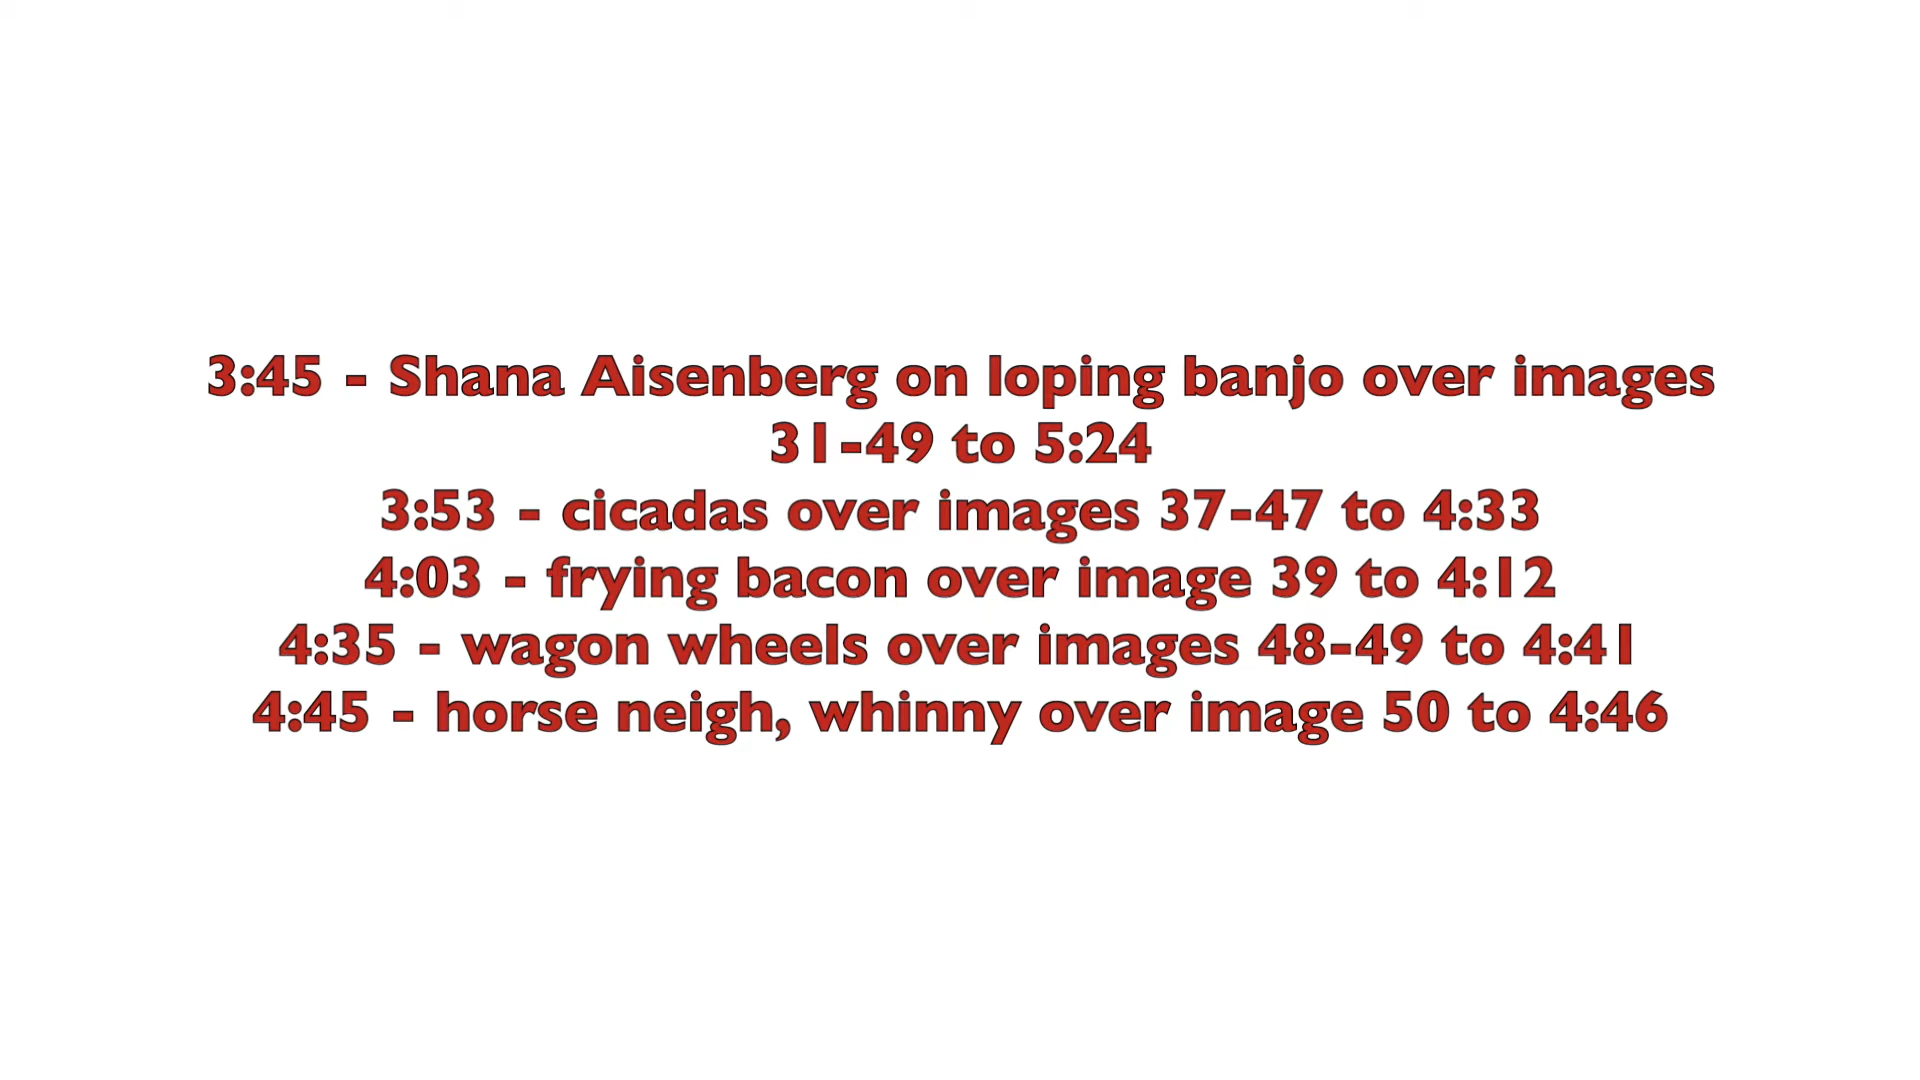 3:45 - Shana Aisenberg on loping banjo over images
31-49 to 5:24
3:53 - cicadas over images 37-47 to 4:33
4:03 - frying bacon over image 39 to 4:12
4:35 - wagon wheels over images 48-49 to 4:41
4:45 - horse neigh, whinny over image 50 to 4:46